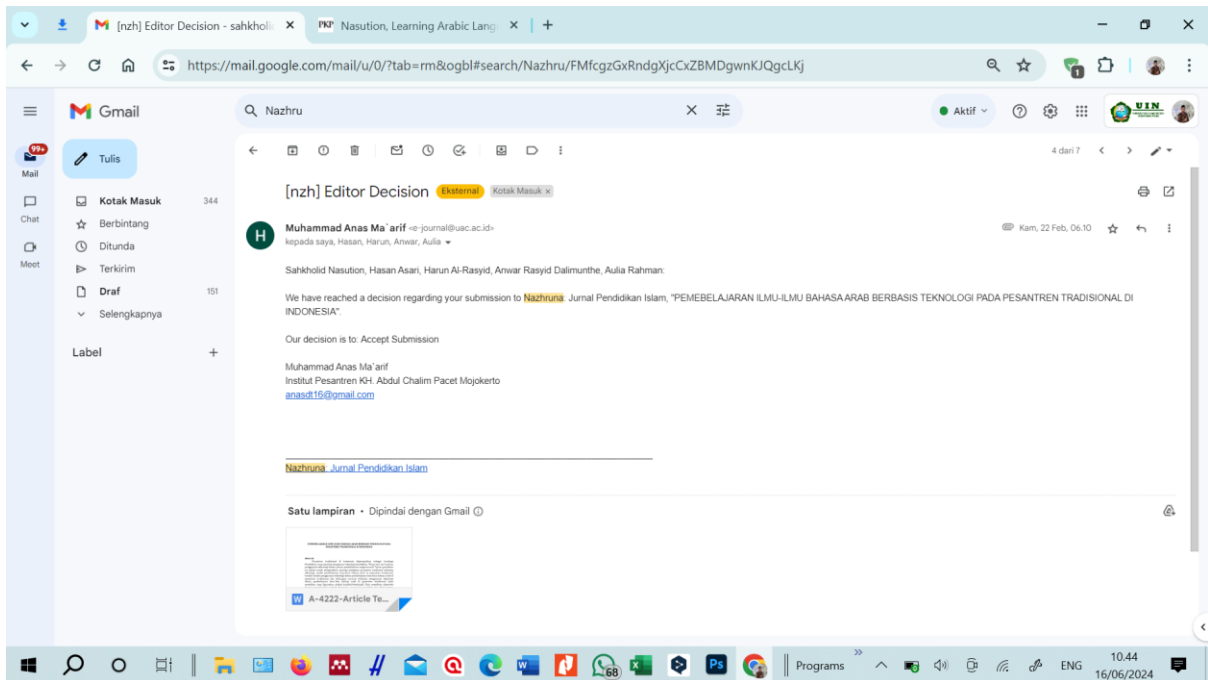 [nzh] Editor Decision - sahkholi
Nasution, Learning Arabic Lang
https://mail.google.com/mail/u/0/?tab=rm&ogbl#search/Nazhru/FMfcgzGxRndgXjcCxZBMDgwnKJQgcLKj
Gmail
Nazhru
Aktif
UIN
99+
Mail
Chat
Meet
Tulis
Kotak Masuk 344
Berbintang
Ditunda
Terkirim
Draf 151
Selengkapnya
Label
4 dari 7
[nzh] Editor Decision Eksternal Kotak Masuk x
Muhammad Anas Ma`arif <e-journal@uac.ac.id>
Kam, 22 Feb, 06.10
kepada saya, Hasan, Harun, Anwar, Aulia
Sahkholid Nasution, Hasan Asari, Harun Al-Rasyid, Anwar Rasyid Dalimunthe, Aulia Rahman:
We have reached a decision regarding your submission to Nazhruna: Jurnal Pendidikan Islam, "PEMEBELAJARAN ILMU-ILMU BAHASA ARAB BERBASIS TEKNOLOGI PADA PESANTREN TRADISIONAL DI
INDONESIA".
Our decision is to: Accept Submission
Muhammad Anas Ma`arif
Institut Pesantren KH. Abdul Chalim Pacet Mojokerto
anasdt16@gmail.com
Nazhruna: Jurnal Pendidikan Islam
Satu lampiran • Dipindai dengan Gmail
A-4222-Article Te...
Programs
ENG
10.44
16/06/2024